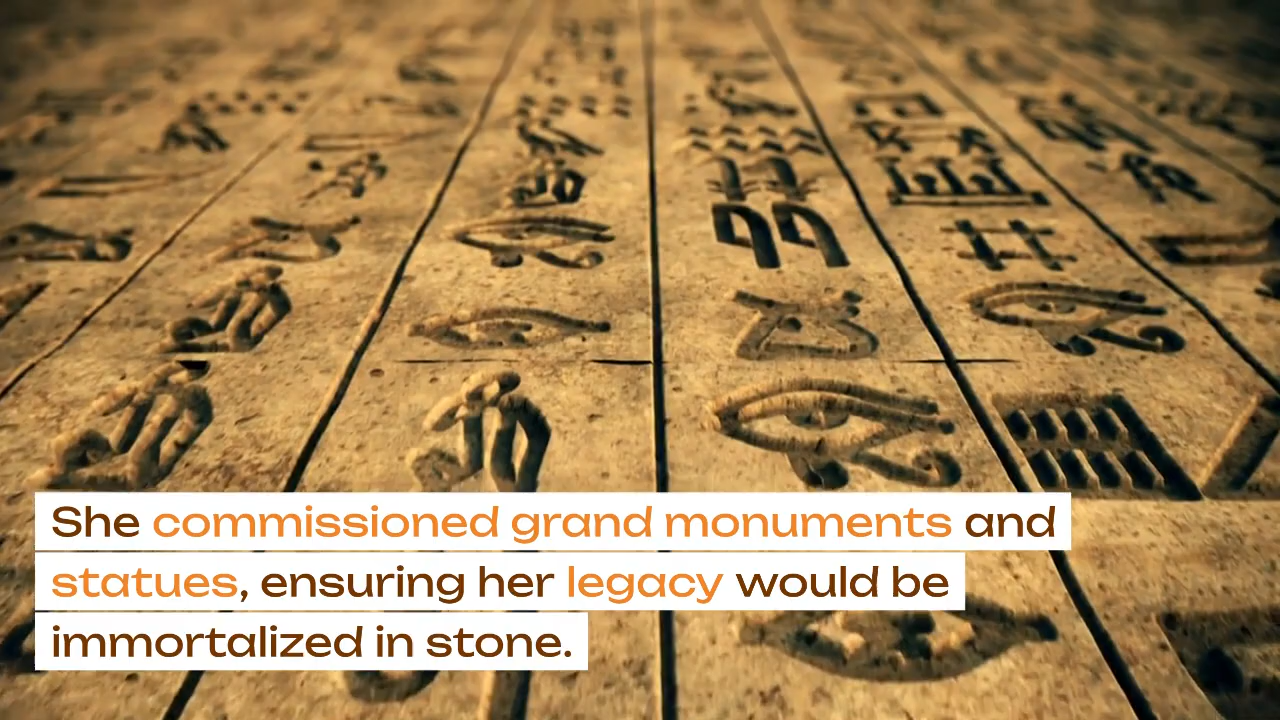 She commissioned grand monuments and
statues, ensuring her legacy would be
immortalized in stone.